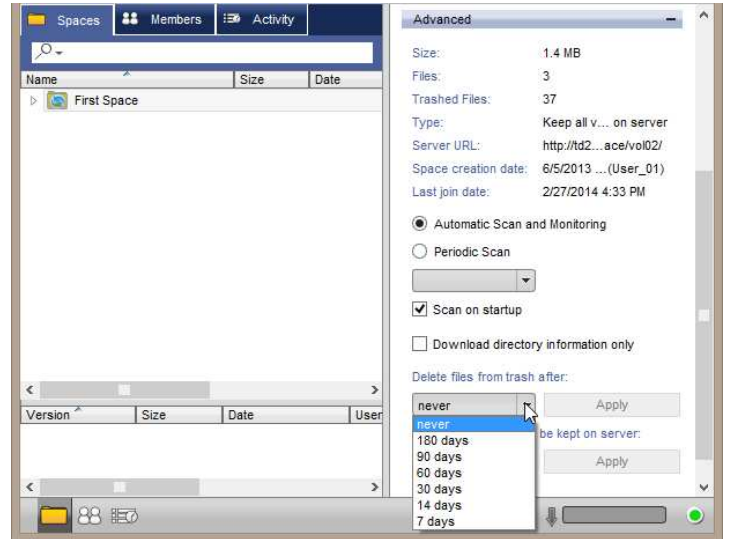 Spaces Members Activity
Name Size Date
First Space
Version Size Date User
Advanced
Size: 1.4 MB
Files: 3
Trashed Files: 37
Type: Keep all v... on server
Server URL: http://td2...ace/vol02/
Space creation date: 6/5/2013 ...(User_01)
Last join date: 2/27/2014 4:33 PM
Automatic Scan and Monitoring
Periodic Scan
Scan on startup
Download directory information only
Delete files from trash after:
never Apply
never
be kept on server:
180 days
90 days
Apply
60 days
30 days
14 days
7 days